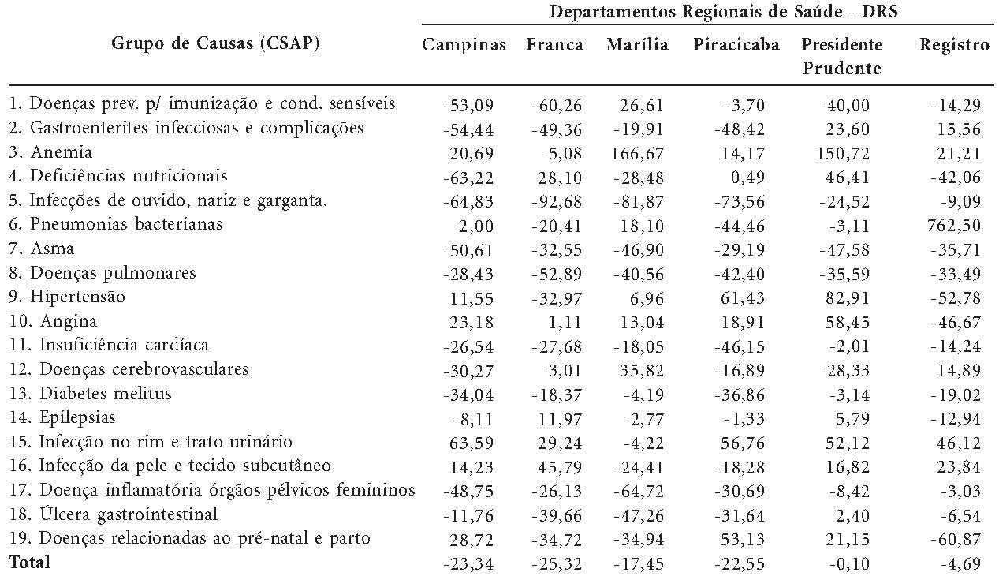 Departamentos Regionais de Saúde - DRS
Grupo de Causas (CSAP) Campinas Franca Marília Piracicaba Presidente Registro
Prudente
1. Doenças prev. p/ imunização e cond. sensíveis -53,09 -60,26 26,61 -3,70 -40,00 -14,29
2. Gastroenterites infecciosas e complicações -54,44 -49,36 -19,91 -48,42 23,60 15,56
3. Anemia 20,69 -5,08 166,67 14,17 150,72 21,21
4. Deficiências nutricionais -63,22 28,10 -28,48 0,49 46,41 -42,06
5. Infecções de ouvido, nariz e garganta. -64,83 -92,68 -81,87 -73,56 -24,52 -9,09
6. Pneumonias bacterianas 2,00 -20,41 18,10 -44,46 -3,11 762,50
7. Asma -50,61 -32,55 -46,90 -29,19 -47,58 -35,71
8. Doenças pulmonares -28,43 -52,89 -40,56 -42,40 -35,59 -33,49
9. Hipertensão 11,55 -32,97 6,96 61,43 82,91 -52,78
10. Angina 23,18 1,11 13,04 18,91 58,45 -46,67
11. Insuficiência cardíaca -26,54 -27,68 -18,05 -46,15 -2,01 -14,24
12. Doenças cerebrovasculares -30,27 -3,01 35,82 -16,89 -28,33 14,89
13. Diabetes melitus -34,04 -18,37 -4,19 -36,86 -3,14 -19,02
14. Epilepsias -8,11 11,97 -2,77 -1,33 5,79 -12,94
15. Infecção no rim e trato urinário 63,59 29,24 -4,22 56,76 52,12 46,12
16. Infecção da pele e tecido subcutâneo 14,23 45,79 -24,41 -18,28 16,82 23,84
17. Doença inflamatória órgãos pélvicos femininos -48,75 -26,13 -64,72 -30,69 -8,42 -3,03
18. Úlcera gastrointestinal -11,76 -39,66 -47,26 -31,64 2,40 -6,54
19. Doenças relacionadas ao pré-natal e parto 28,72 -34,72 -34,94 53,13 21,15 -60,87
Total -23,34 -25,32 -17,45 -22,55 -0,10 -4,69